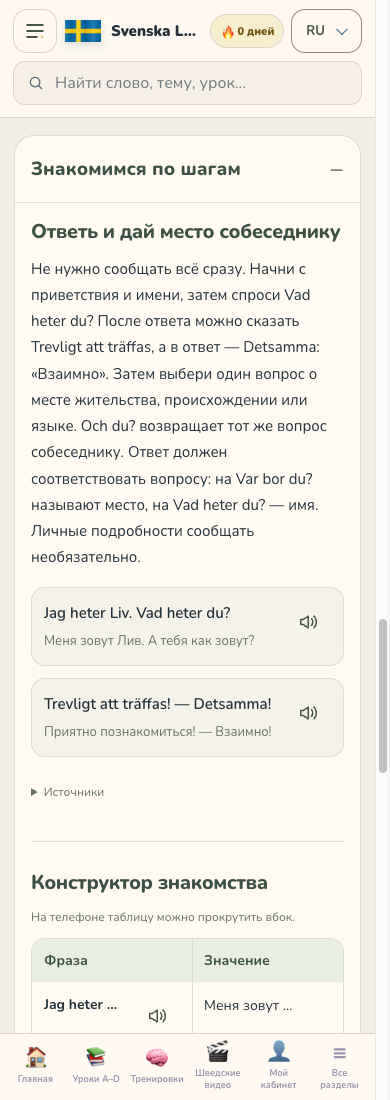 Svenska L...
🔥 0 дней
RU
Найти слово, тему, урок...
Знакомимся по шагам
Ответь и дай место собеседнику
Не нужно сообщать всё сразу. Начни с
приветствия и имени, затем спроси Vad
heter du? После ответа можно сказать
Trevligt att träffas, а в ответ — Detsamma:
«Взаимно». Затем выбери один вопрос о
месте жительства, происхождении или
языке. Och du? возвращает тот же вопрос
собеседнику. Ответ должен
соответствовать вопросу: на Var bor du?
называют место, на Vad heter du? — имя.
Личные подробности сообщать
необязательно.
Jag heter Liv. Vad heter du?
Меня зовут Лив. А тебя как зовут?
Trevligt att träffas! — Detsamma!
Приятно познакомиться! — Взаимно!
Источники
Конструктор знакомства
На телефоне таблицу можно прокрутить вбок.
Фраза Значение
Jag heter ... Меня зовут ...
Главная Уроки A–D Тренировки Шведские видео Мой кабинет Все разделы